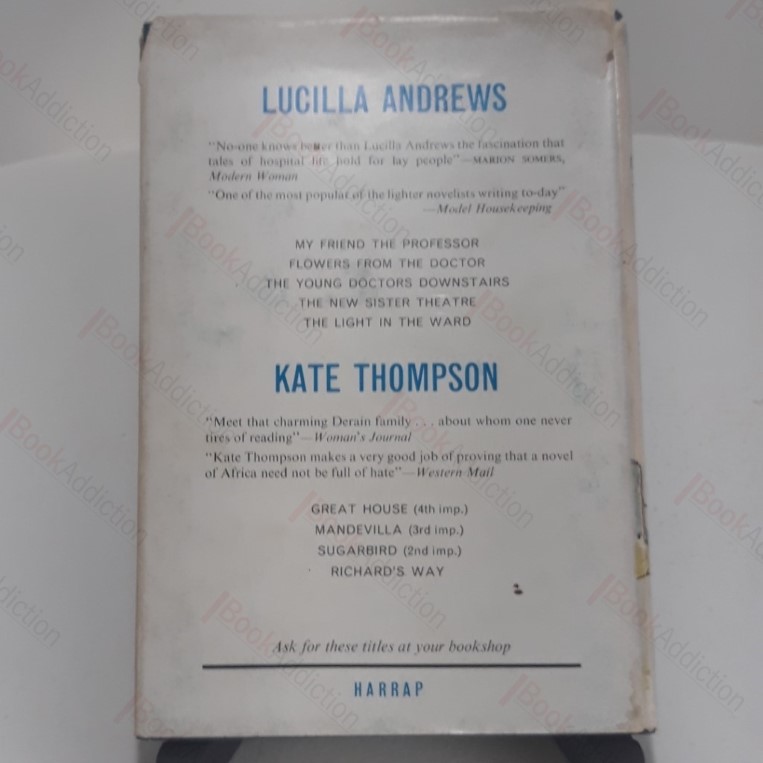 LUCILLA ANDREWS
"No-one knows better than Lucilla Andrews the fascination that
tales of hospital life hold for lay people"—MARION SOMERS,
Modern Woman
"One of the most popular of the lighter novelists writing to-day"
—Model Housekeeping
MY FRIEND THE PROFESSOR
FLOWERS FROM THE DOCTOR
THE YOUNG DOCTORS DOWNSTAIRS
THE NEW SISTER THEATRE
THE LIGHT IN THE WARD
KATE THOMPSON
"Meet that charming Derain family . . . about whom one never
tires of reading"—Woman's Journal
"Kate Thompson makes a very good job of proving that a novel
of Africa need not be full of hate"—Western Mail
GREAT HOUSE (4th imp.)
MANDEVILLA (3rd imp.)
SUGARBIRD (2nd imp.)
RICHARD'S WAY
Ask for these titles at your bookshop
HARRAP
iBookAddiction